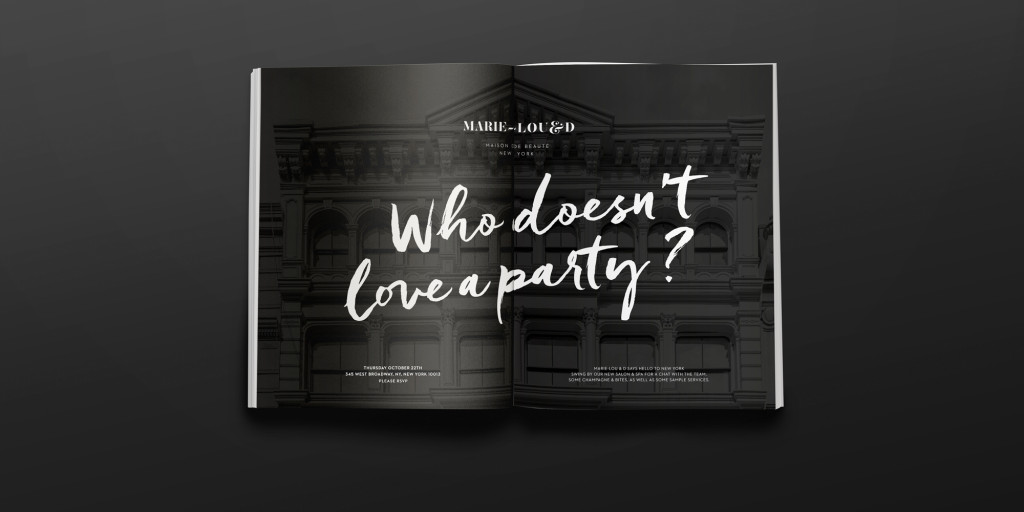 MARIE-LOU&D
MAISON DE BEAUTÉ
NEW YORK
Who doesn't
love a party?
THURSDAY OCTOBER 22TH
345 WEST BROADWAY, NY, NEW YORK 10013
PLEASE RSVP
MARIE-LOU & D SAYS HELLO TO NEW YORK
SWING BY OUR NEW SALON & SPA FOR A CHAT WITH THE TEAM,
SOME CHAMPAGNE & BITES, AS WELL AS SOME SAMPLE SERVICES.